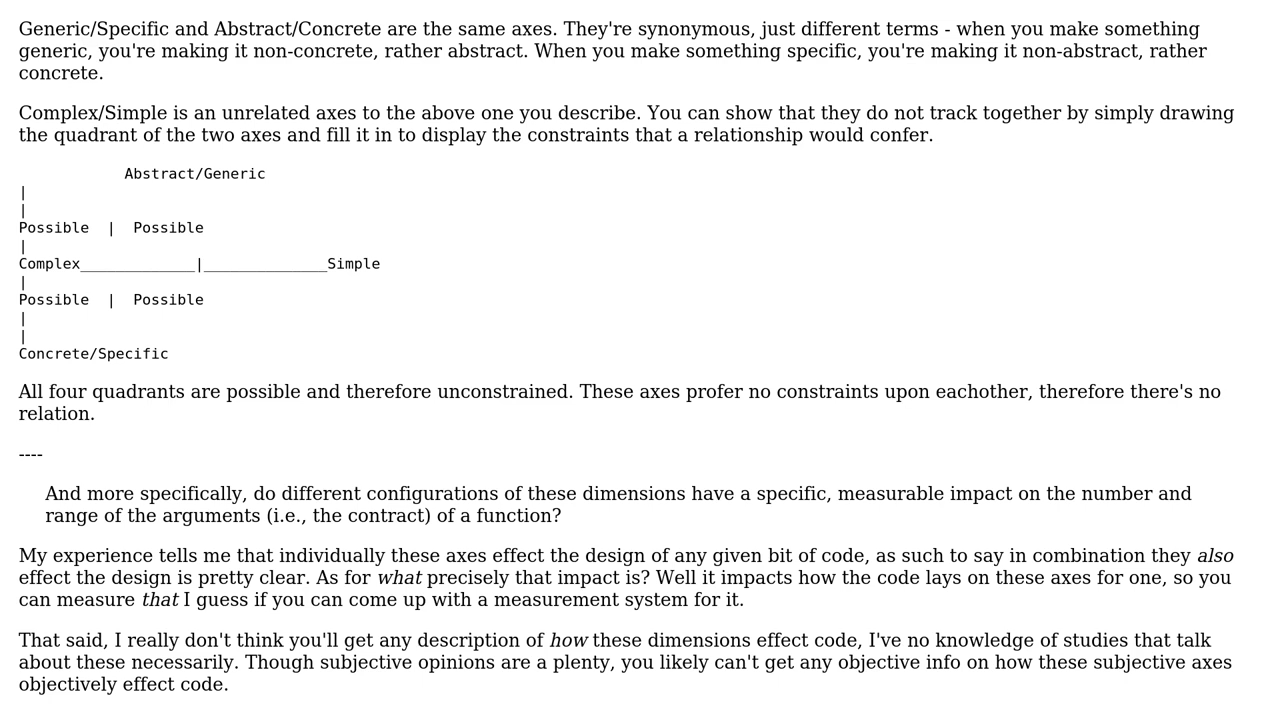 Generic/Specific and Abstract/Concrete are the same axes. They're synonymous, just different terms - when you make something
generic, you're making it non-concrete, rather abstract. When you make something specific, you're making it non-abstract, rather
concrete.
Complex/Simple is an unrelated axes to the above one you describe. You can show that they do not track together by simply drawing
the quadrant of the two axes and fill it in to display the constraints that a relationship would confer.
Abstract/Generic
|
|
Possible  |  Possible
|
Complex_____________|______________Simple
|
Possible  |  Possible
|
|
Concrete/Specific
All four quadrants are possible and therefore unconstrained. These axes profer no constraints upon eachother, therefore there's no
relation.
----
And more specifically, do different configurations of these dimensions have a specific, measurable impact on the number and
range of the arguments (i.e., the contract) of a function?
My experience tells me that individually these axes effect the design of any given bit of code, as such to say in combination they also
effect the design is pretty clear. As for what precisely that impact is? Well it impacts how the code lays on these axes for one, so you
can measure that I guess if you can come up with a measurement system for it.
That said, I really don't think you'll get any description of how these dimensions effect code, I've no knowledge of studies that talk
about these necessarily. Though subjective opinions are a plenty, you likely can't get any objective info on how these subjective axes
objectively effect code.